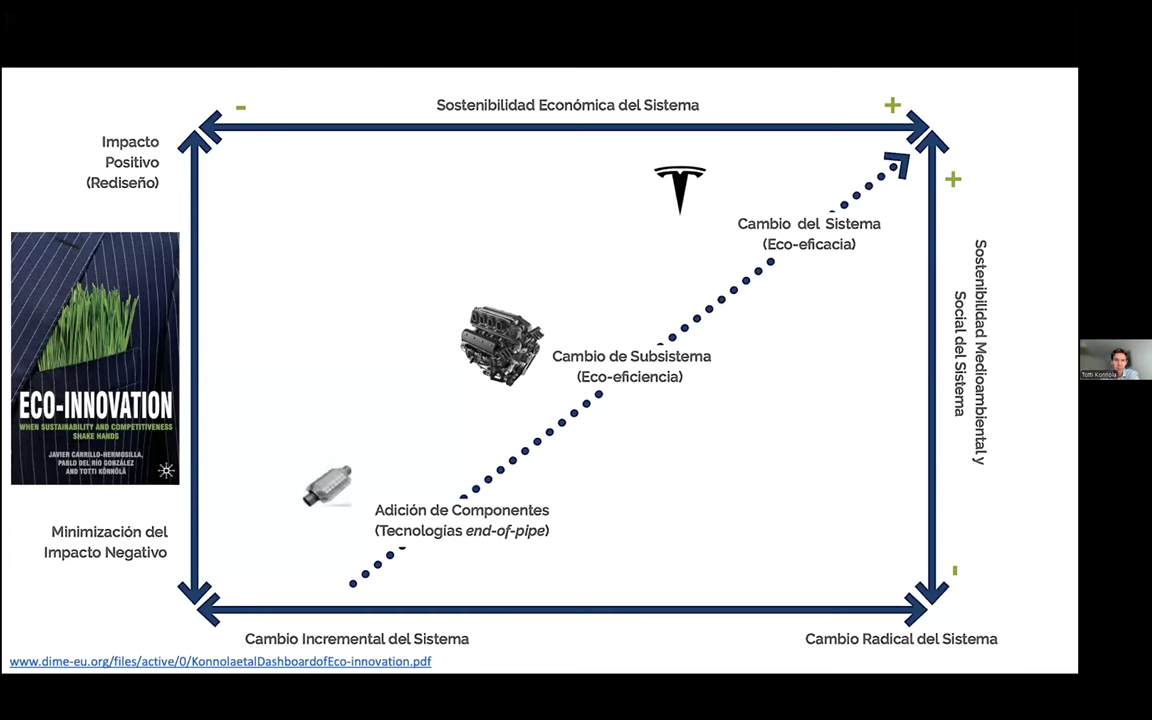 -
Sostenibilidad Económica del Sistema
+
Impacto
Positivo
(Rediseño)
+
Cambio del Sistema
(Eco-eficacia)
Sostenibilidad Medioambiental y
Social del Sistema
ECO-INNOVATION
WHEN SUSTAINABILITY AND COMPETITIVENESS
SHAKE HANDS
JAVIER CARRILLO-HERMOSILLA,
PABLO DEL RÍO GONZÁLEZ
AND TOTTI KÖNNÖLÄ
Cambio de Subsistema
(Eco-eficiencia)
Totti Konnola
Adición de Componentes
(Tecnologías end-of-pipe)
Minimización del
Impacto Negativo
-
Cambio Incremental del Sistema
Cambio Radical del Sistema
www.dime-eu.org/files/active/0/KonnolaetalDashboardofEco-innovation.pdf